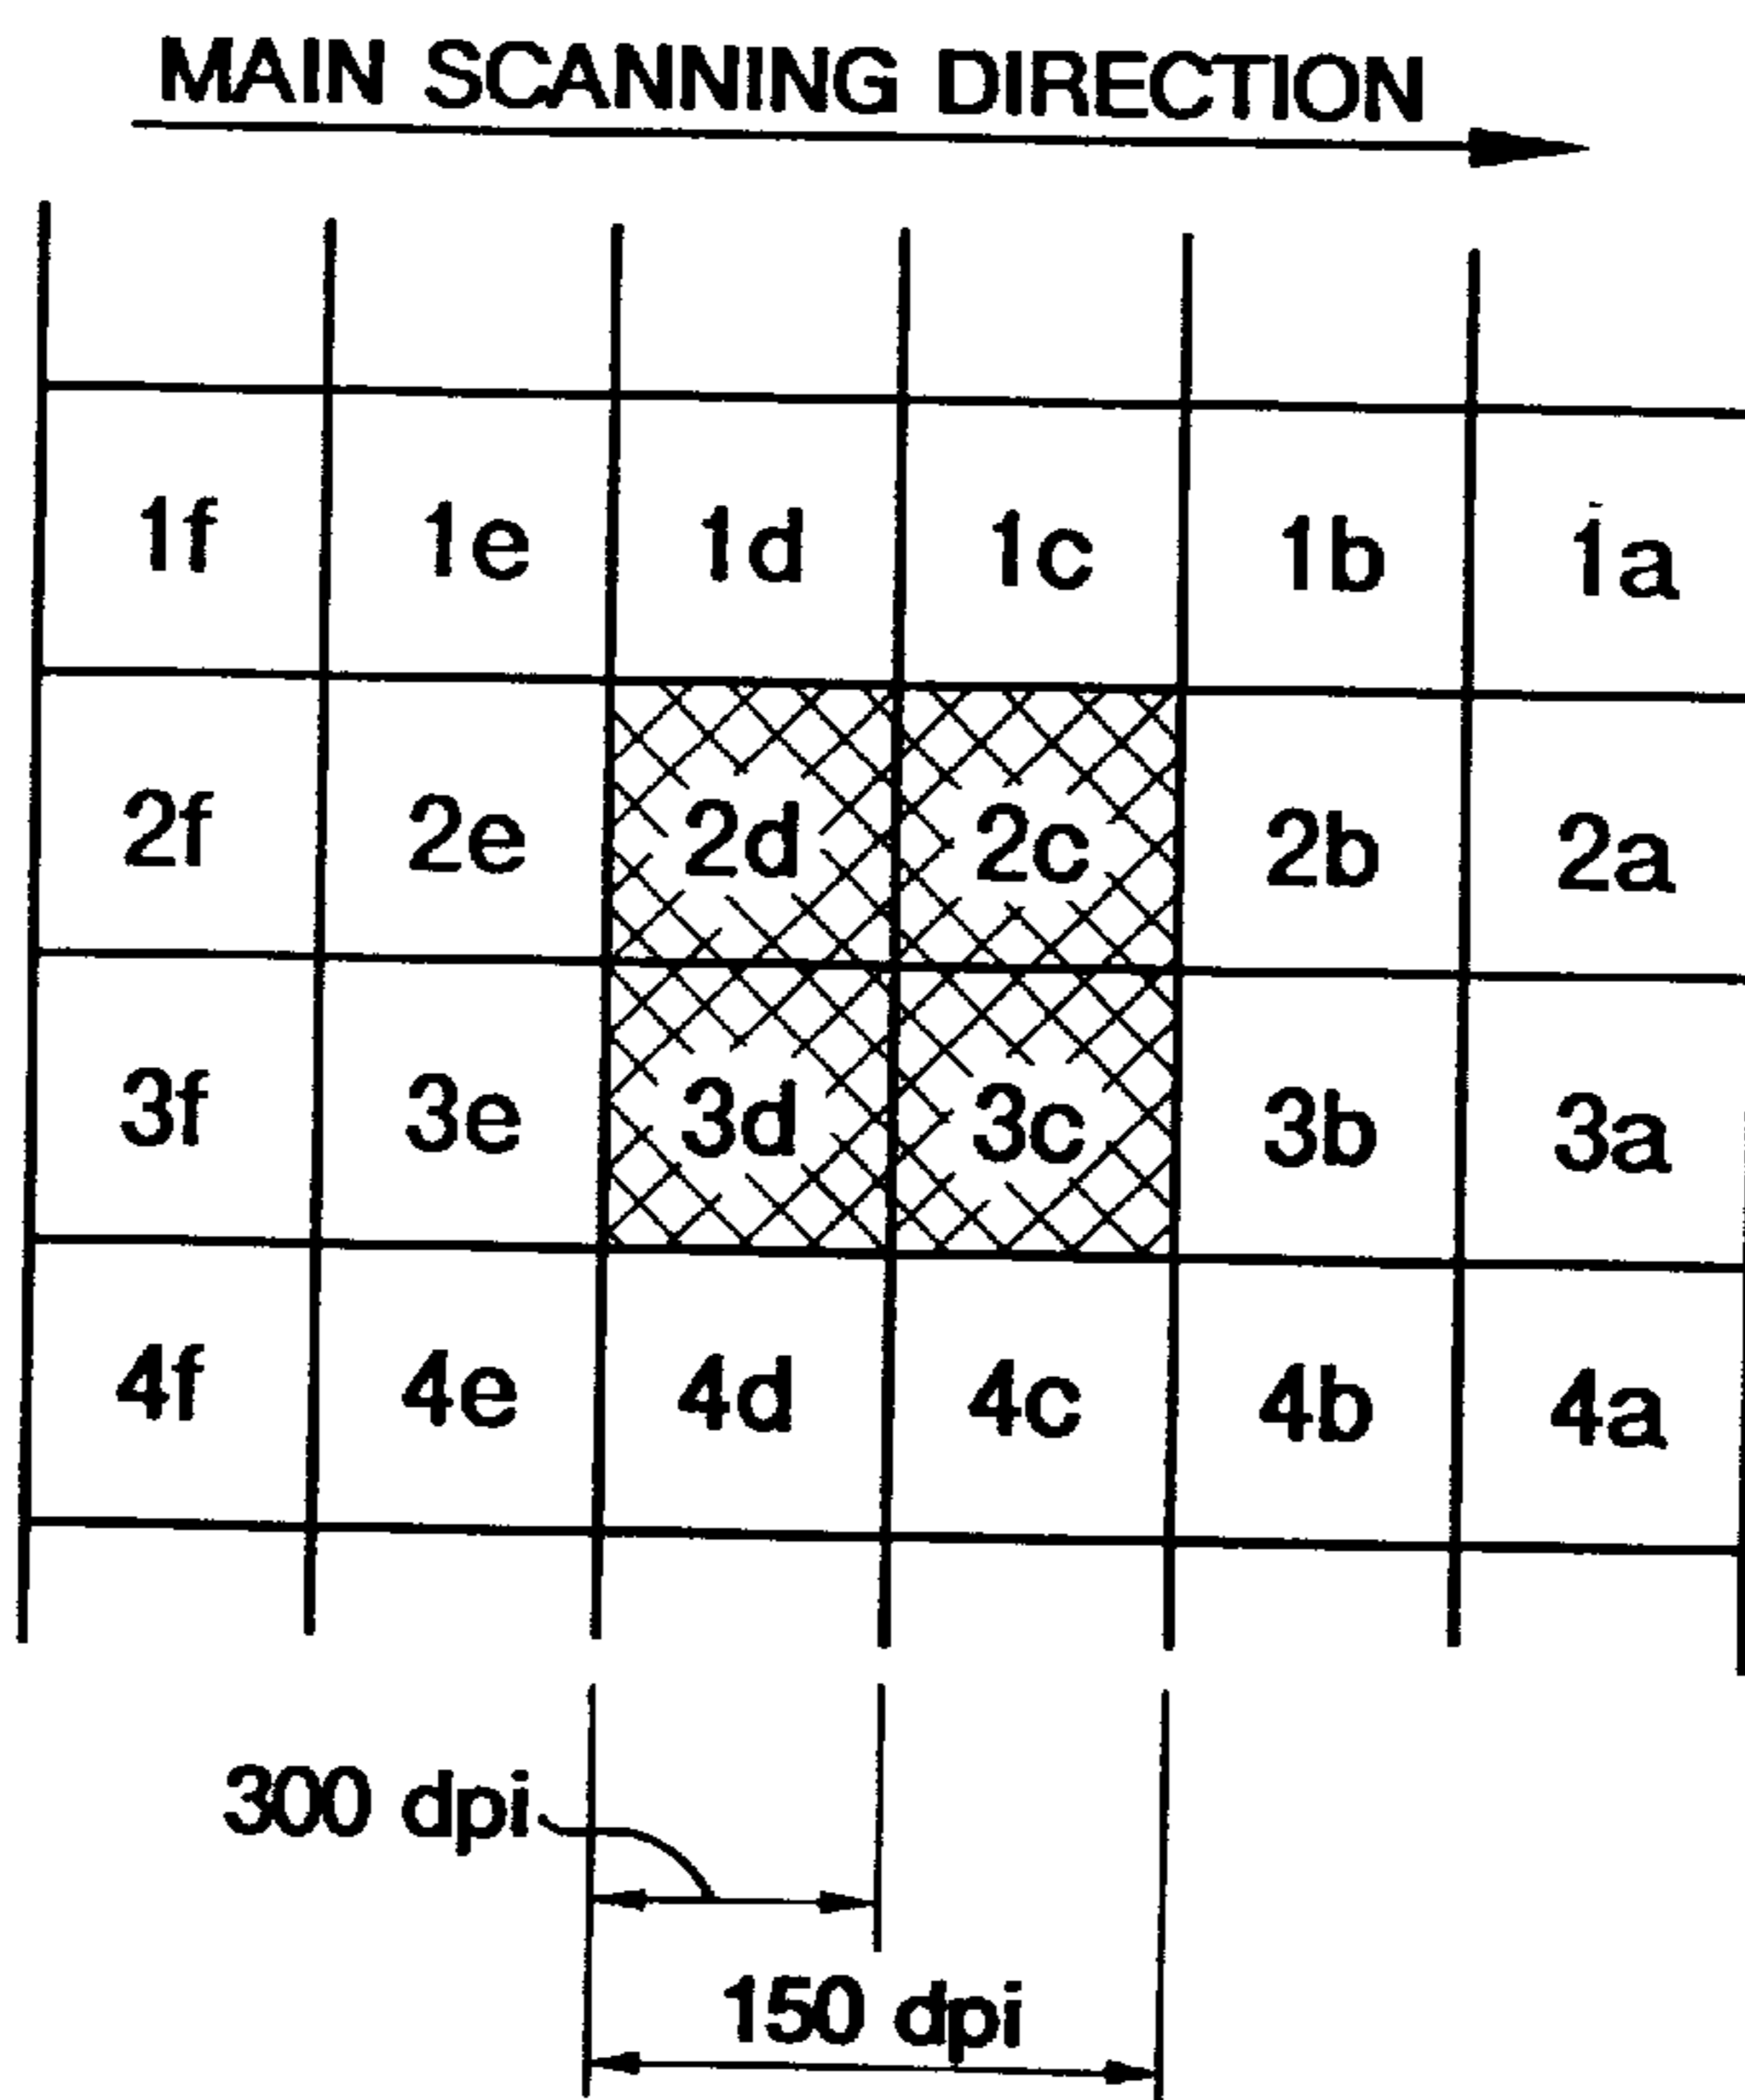 MAIN SCANNING DIRECTION
1f 1e 1d 1c 1b 1a
2f 2e 2d 2c 2b 2a
3f 3e 3d 3c 3b 3a
4f 4e 4d 4c 4b 4a
300 dpi
150 dpi